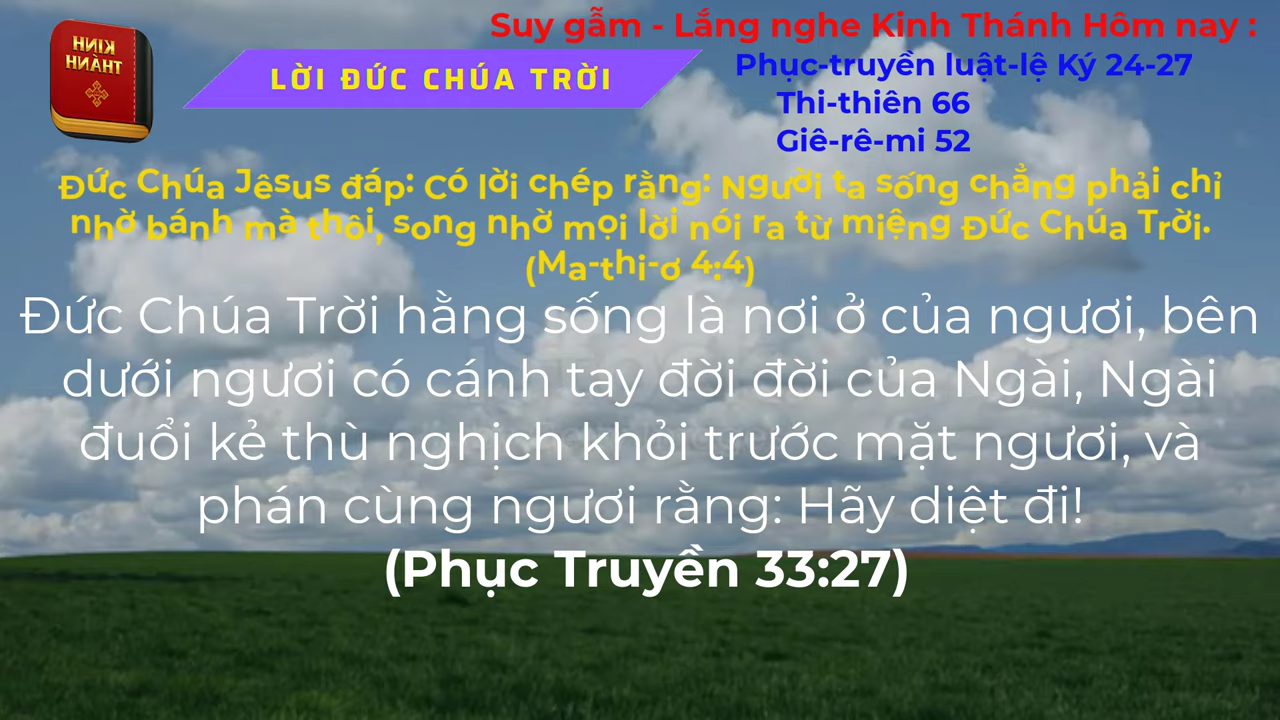 Suy gẫm - Lắng nghe Kinh Thánh Hôm nay :
KINH
THÁNH
LỜI ĐỨC CHÚA TRỜI
Phục-truyền luật-lệ Ký 24-27
Thi-thiên 66
Giê-rê-mi 52
Đức Chúa Jêsus đáp: Có lời chép rằng: Người ta sống chẳng phải chỉ
nhờ bánh mà thôi, song nhờ mọi lời nói ra từ miệng Đức Chúa Trời.
(Ma-thi-ơ 4:4)
Đức Chúa Trời hằng sống là nơi ở của ngươi, bên
dưới ngươi có cánh tay đời đời của Ngài, Ngài
đuổi kẻ thù nghịch khỏi trước mặt ngươi, và
phán cùng ngươi rằng: Hãy diệt đi!
(Phục Truyền 33:27)